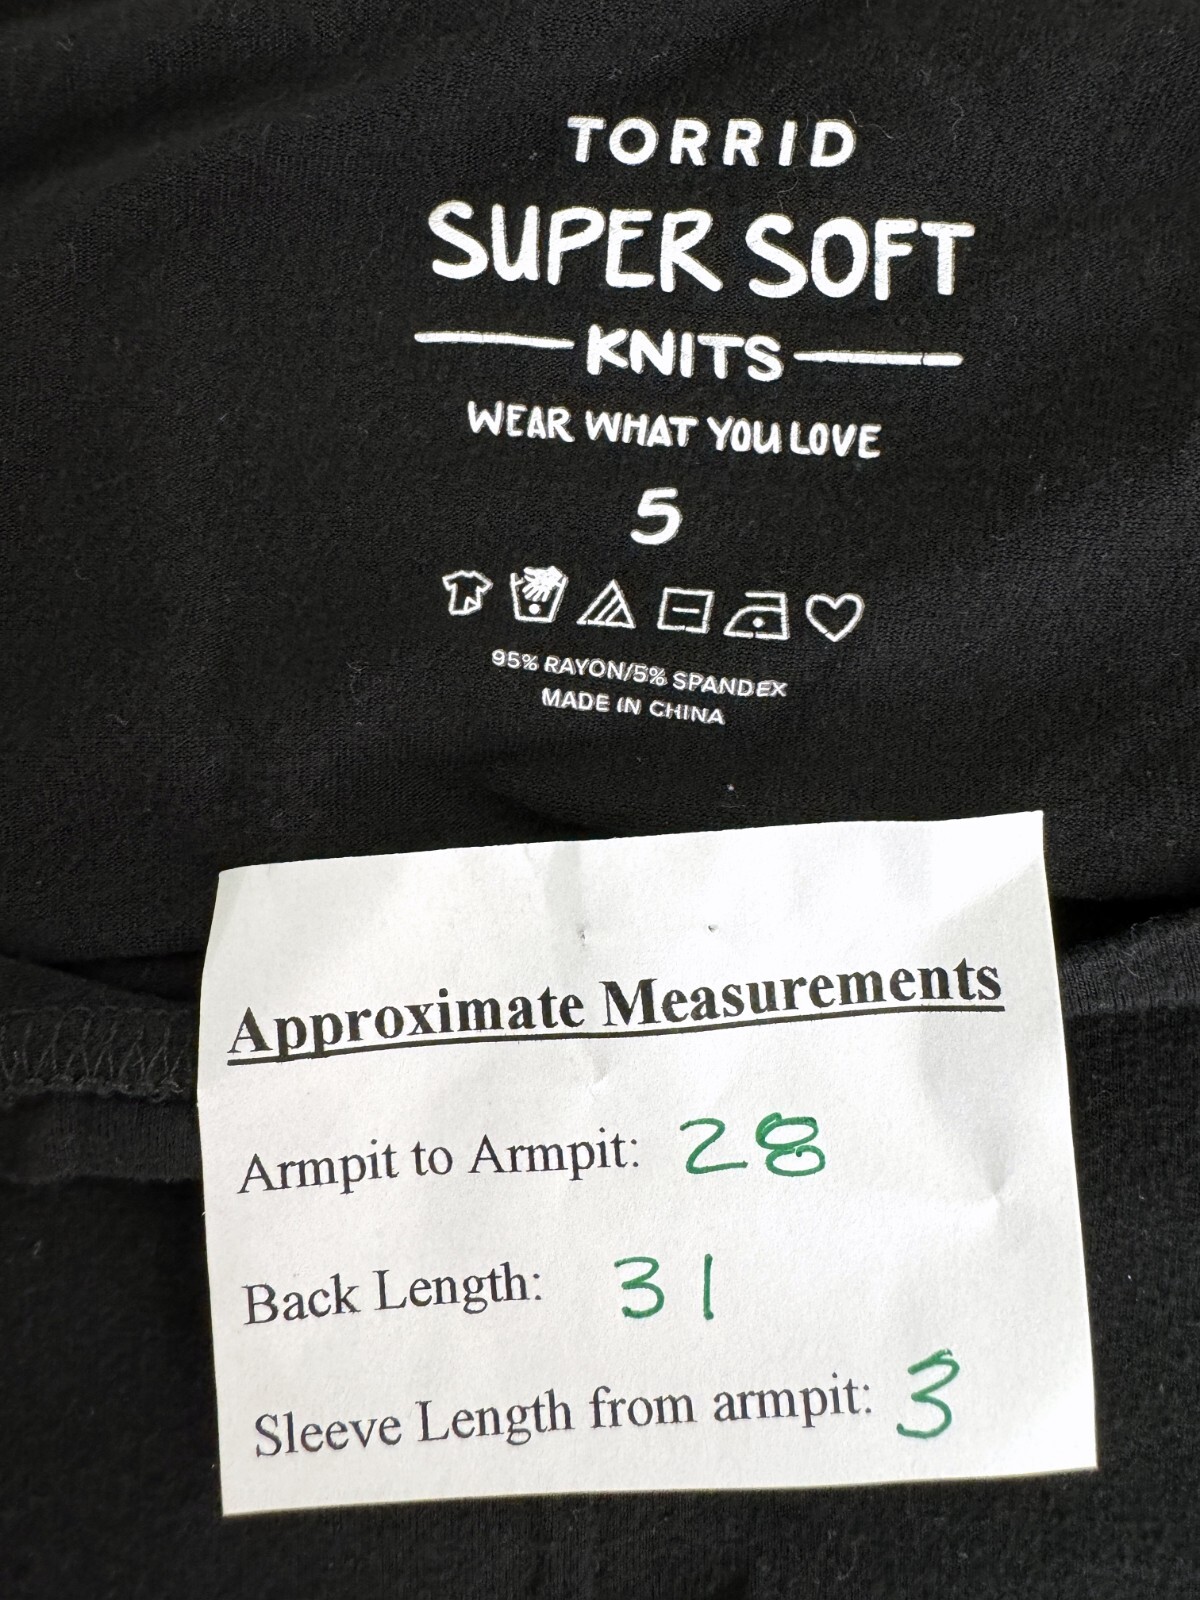 TORRID
SUPER SOFT
KNITS
WEAR WHAT YOU LOVE
5
95% RAYON/5% SPANDEX
MADE IN CHINA
Approximate Measurements
Armpit to Armpit: 28
Back Length: 31
Sleeve Length from armpit: 3